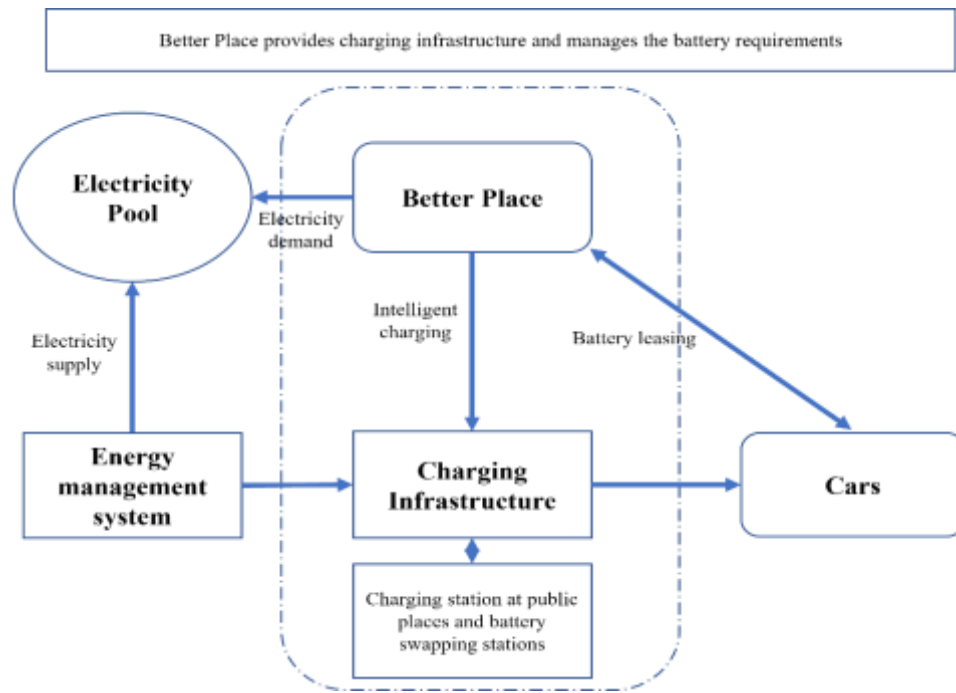 Better Place provides charging infrastructure and manages the battery requirements
Electricity
Pool
Better Place
Electricity
demand
Intelligent
charging
Battery leasing
Electricity
supply
Energy
management
system
Charging
Infrastructure
Cars
Charging station at public
places and battery
swapping stations